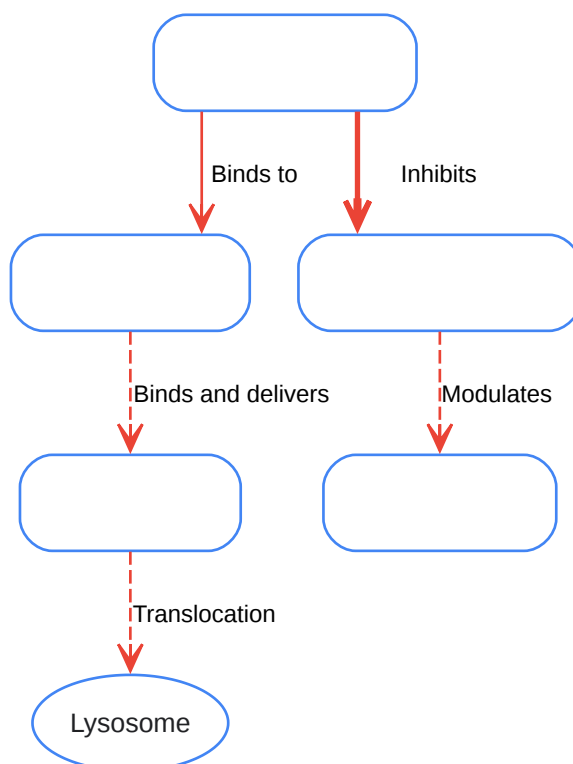 Binds to
Inhibits
Binds and delivers
Modulates
Translocation
Lysosome